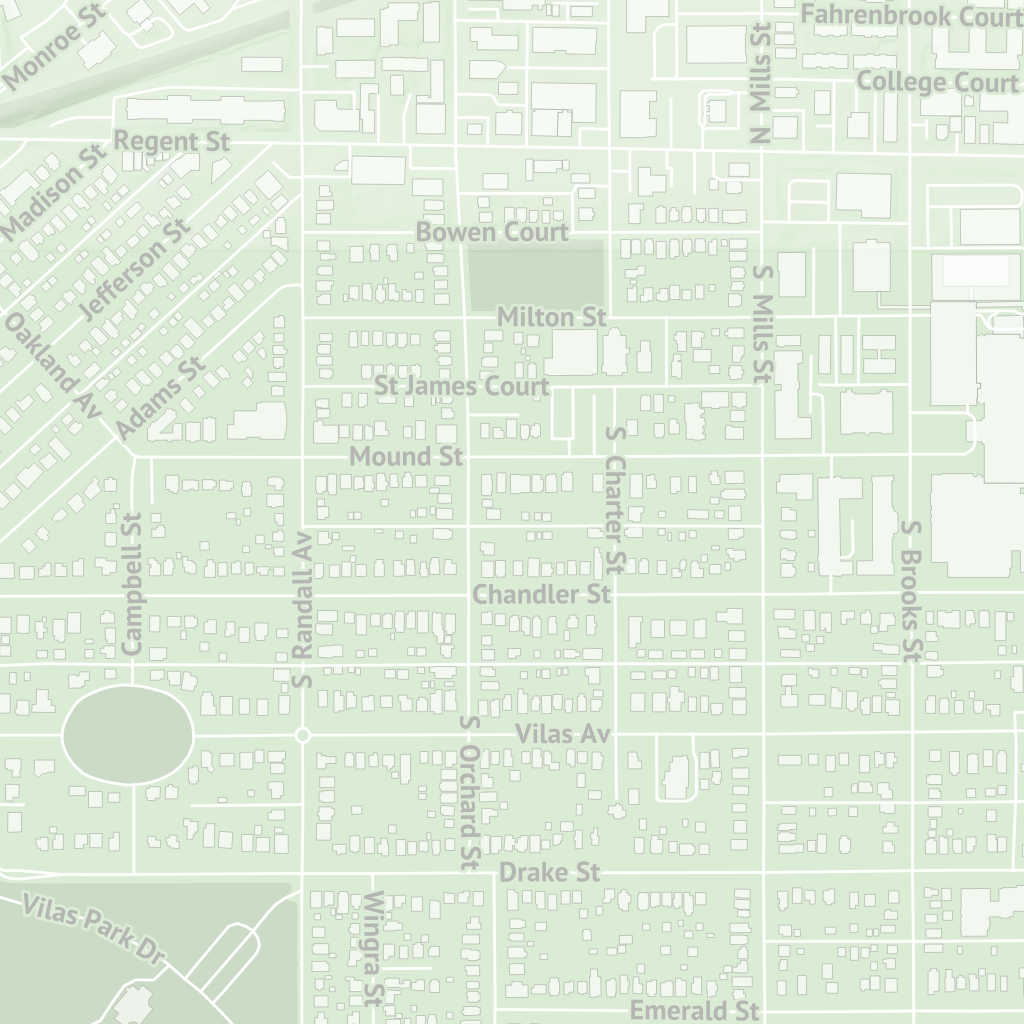 Monroe St
Fahrenbrook Court
N Mills St
College Court
Regent St
Madison St
Jefferson St
Bowen Court
Milton St
S Mills St
Oakland Av
Adams St
St James Court
Mound St
S Charter St
Campbell St
S Randall Av
S Brooks St
Chandler St
Vilas Av
S Orchard St
Drake St
Vilas Park Dr
Wingra St
Emerald St